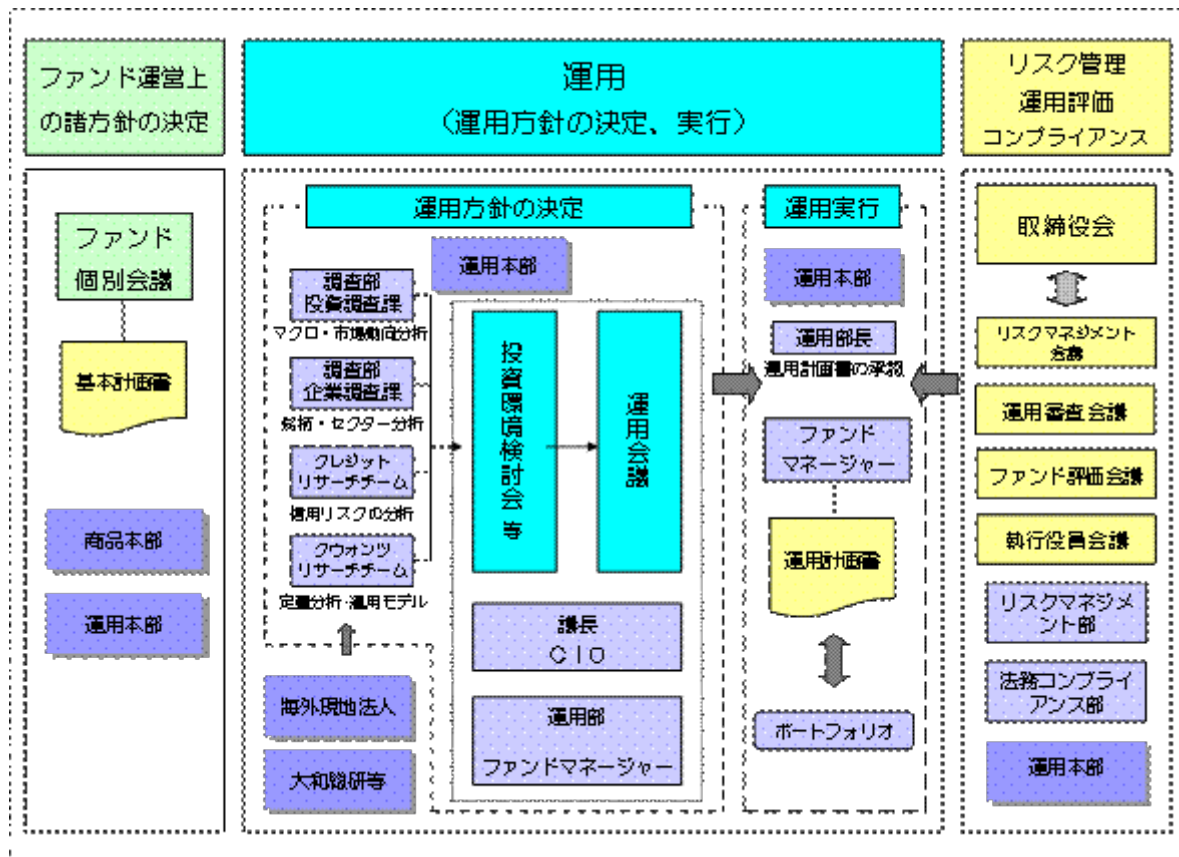 ファンド運営上
の諸方針の決定
運用
（運用方針の決定、実行）
リスク管理
運用評価
コンプライアンス
ファンド
個別会議
基本計画書
商品本部
運用本部
運用方針の決定
運用本部
調査部
投資調査課
マクロ・市場動向分析
調査部
企業調査課
銘柄・セクター分析
クレジット
リサーチチーム
信用リスクの分析
クウォンツ
リサーチチーム
定量分析・運用モデル
海外現地法人
大和総研等
投資環境検討会 等
運用会議
議長
ＣＩＯ
運用部
ファンドマネージャー
運用実行
運用本部
運用部長
運用計画書の承認
ファンド
マネージャー
運用計画書
ポートフォリオ
取締役会
リスクマネジメント
会議
運用審査会議
ファンド評価会議
執行役員会議
リスクマネジメ
ント部
法務コンプライ
アンス部
運用本部